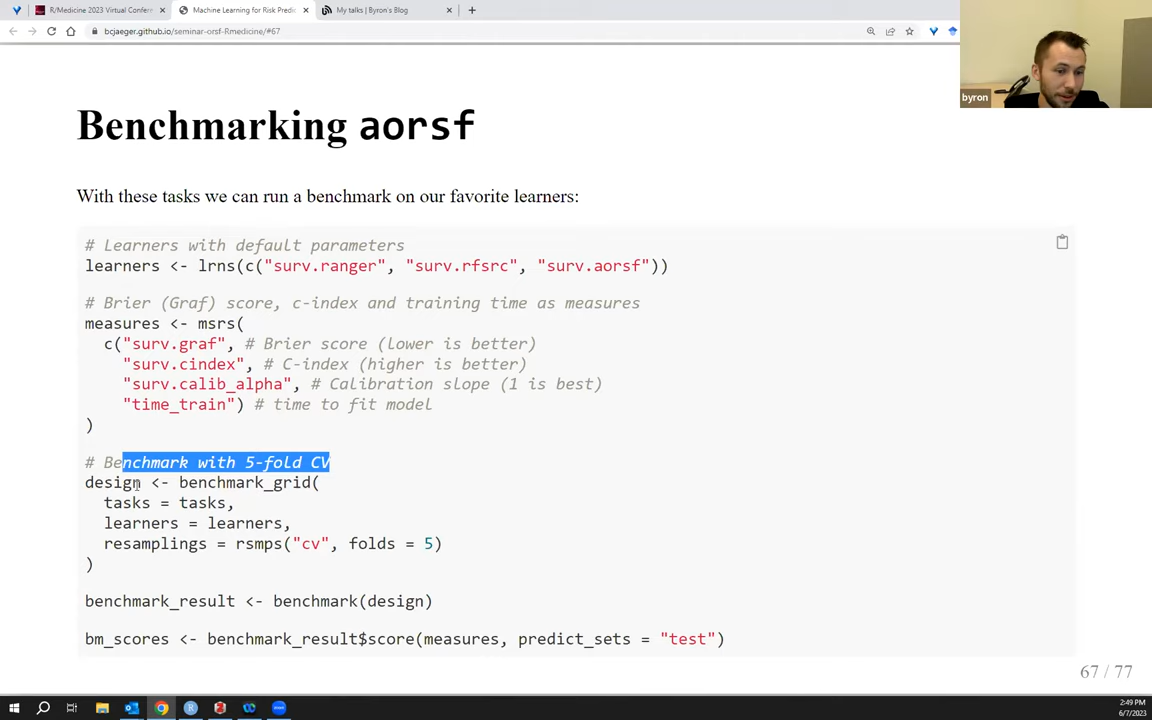 R/Medicine 2023 Virtual Confer
Machine Learning for Risk Predic
My talks | Byron's Blog
bcjaeger.github.io/seminar-orsf-Rmedicine/#67
byron
Benchmarking aorsf
With these tasks we can run a benchmark on our favorite learners:
# Learners with default parameters
learners <- lrns(c("surv.ranger", "surv.rfsrc", "surv.aorsf"))
# Brier (Graf) score, c-index and training time as measures
measures <- msrs(
c("surv.graf", # Brier score (lower is better)
"surv.cindex", # C-index (higher is better)
"surv.calib_alpha", # Calibration slope (1 is best)
"time_train") # time to fit model
)
# Benchmark with 5-fold CV
design <- benchmark_grid(
tasks = tasks,
learners = learners,
resamplings = rsmps("cv", folds = 5)
)
benchmark_result <- benchmark(design)
bm_scores <- benchmark_result$score(measures, predict_sets = "test")
67 / 77
2:49 PM
6/7/2023